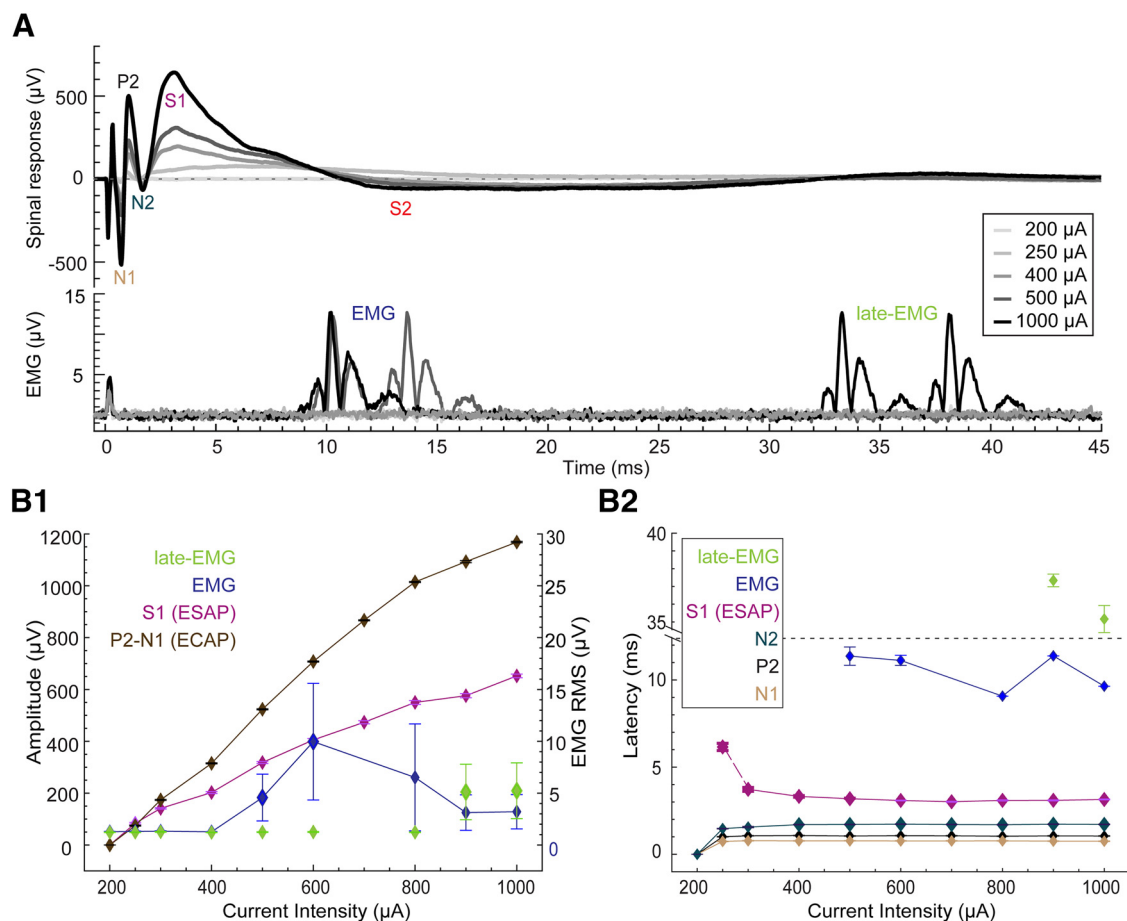 A
Spinal response (µV)
500
0
-500
P2
S1
N2
S2
N1
200 µA
250 µA
400 µA
500 µA
1000 µA
EMG (µV)
15
5
EMG
late-EMG
0 5 10 15 20 25 30 35 40 45
Time (ms)
B1
Amplitude (µV)
1200
1000
800
600
400
200
0
late-EMG
EMG
S1 (ESAP)
P2-N1 (ECAP)
30
25
20
15
10
5
0
EMG RMS (µV)
200 400 600 800 1000
Current Intensity (µA)
B2
Latency (ms)
40
35
10
5
0
late-EMG
EMG
S1 (ESAP)
N2
P2
N1
200 400 600 800 1000
Current Intensity (µA)